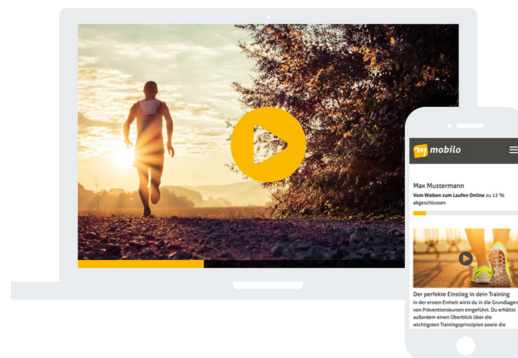 mobilo
Max Mustermann
Vom Walken zum Laufen Online zu 12 %
abgeschlossen
Der perfekte Einstieg in dein Training
In der ersten Einheit wirst du in die Grundlagen
von Präventionskursen eingeführt. Du erhältst
außerdem einen Überblick über die
wichtigsten Trainingsprinzipien sowie die